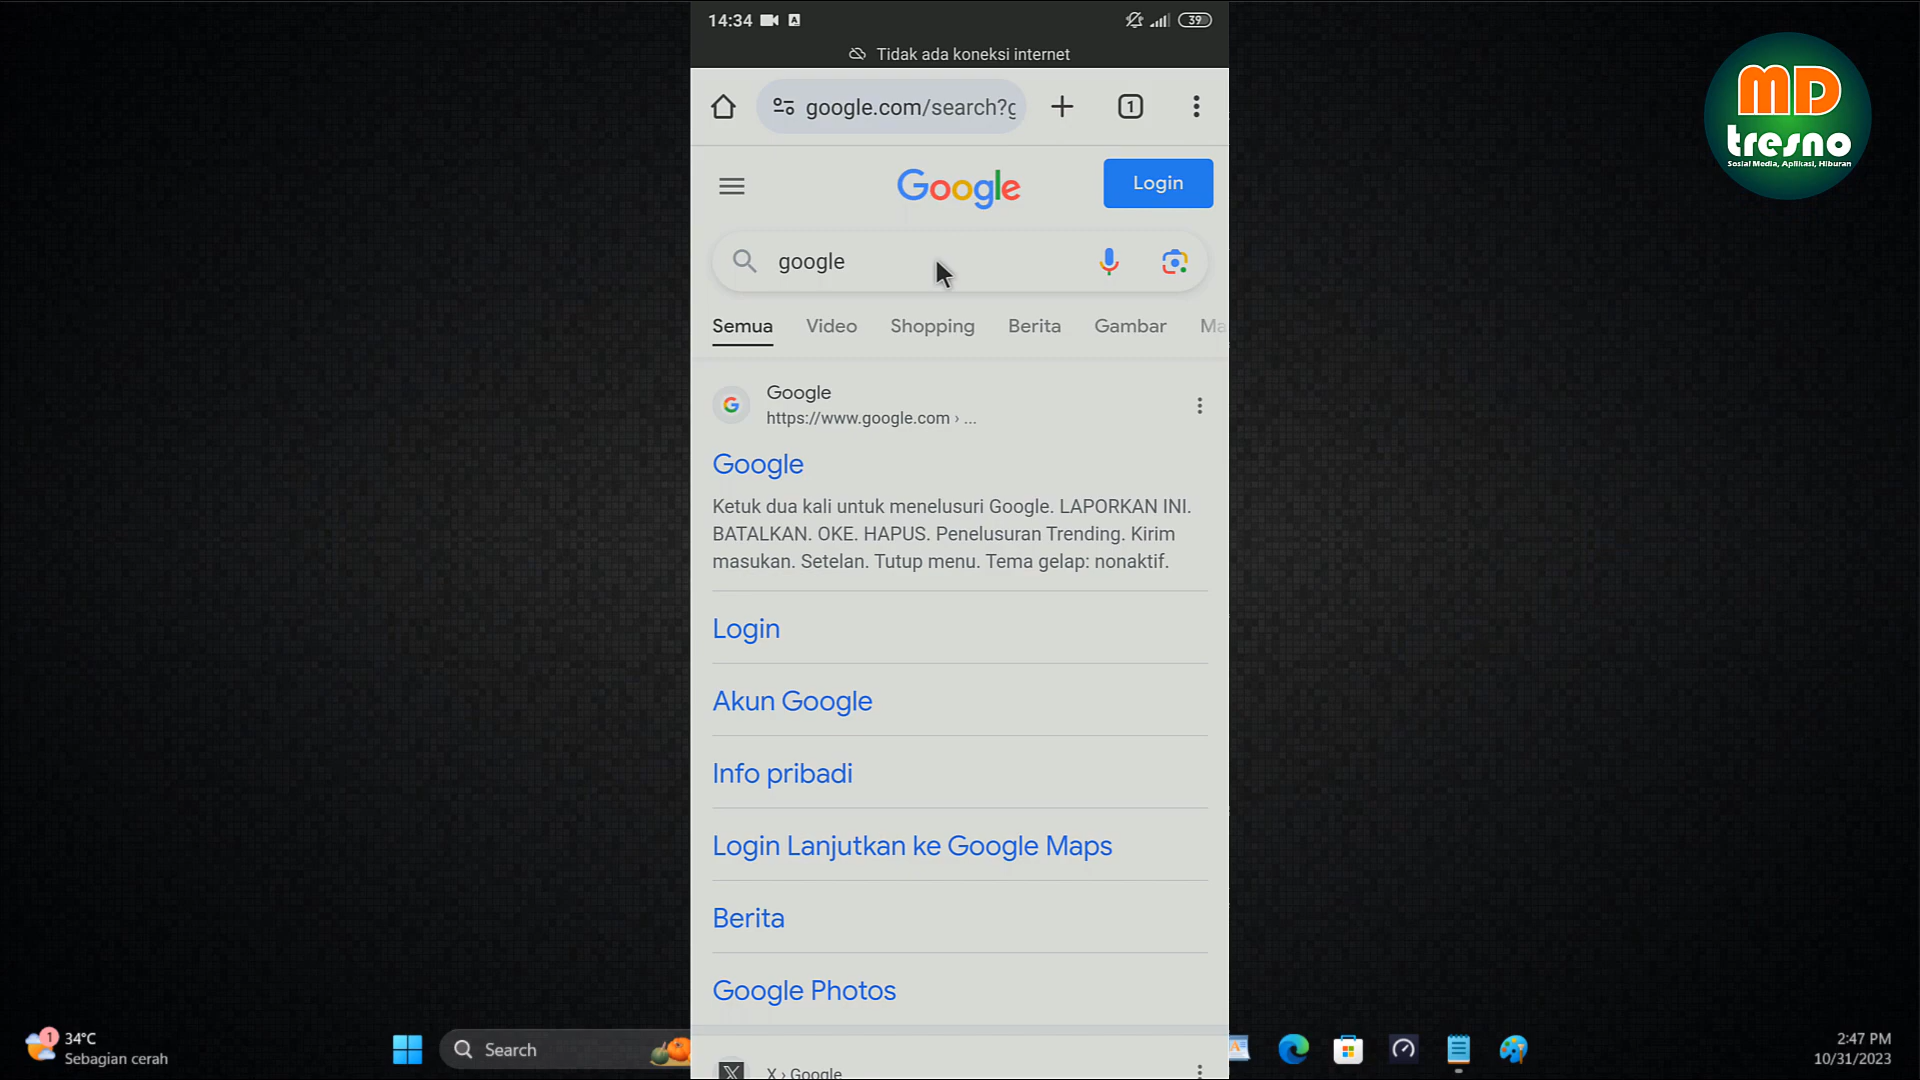 14:34
39
Tidak ada koneksi internet
google.com/search?g
1
Google
Login
google
Semua Video Shopping Berita Gambar Ma
Google
https://www.google.com › ...
Google
Ketuk dua kali untuk menelusuri Google. LAPORKAN INI.
BATALKAN. OKE. HAPUS. Penelusuran Trending. Kirim
masukan. Setelan. Tutup menu. Tema gelap: nonaktif.
Login
Akun Google
Info pribadi
Login Lanjutkan ke Google Maps
Berita
Google Photos
X › Google
MD
tresno
Sosial Media, Aplikasi, Hiburan
1
34°C
Sebagian cerah
Search
2:47 PM
10/31/2023